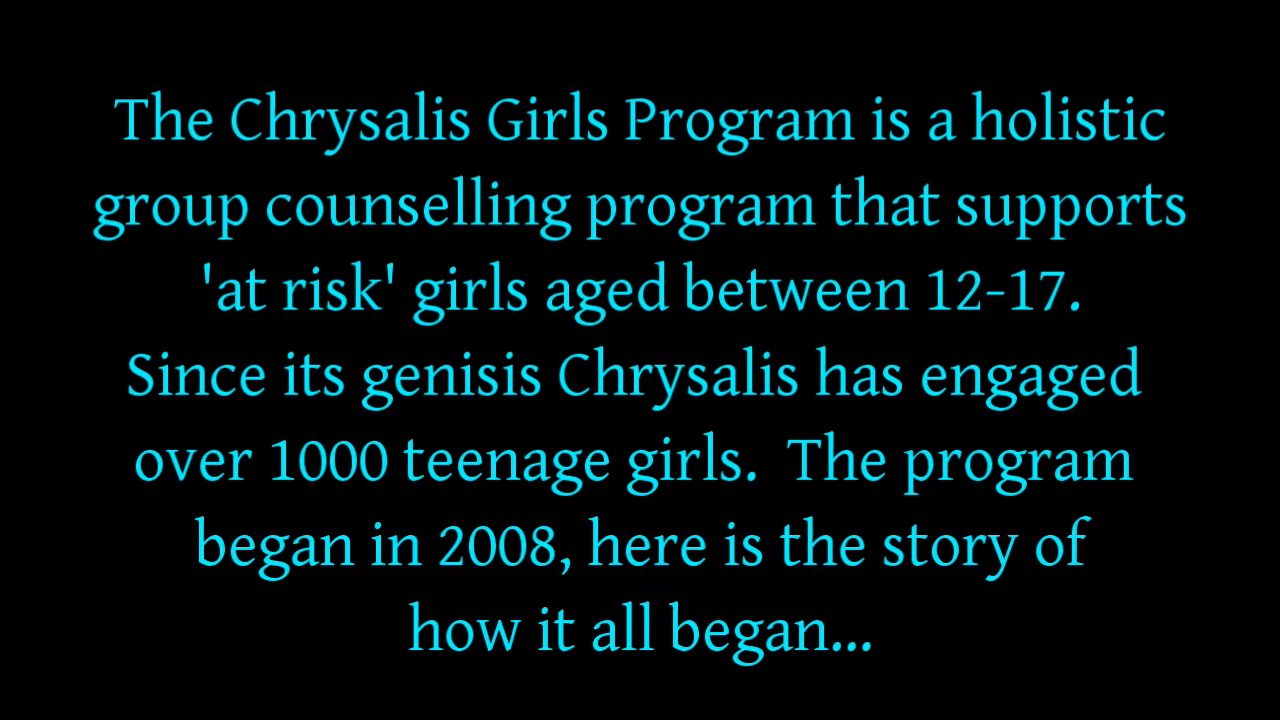 The Chrysalis Girls Program is a holistic
group counselling program that supports
'at risk' girls aged between 12-17.
Since its genisis Chrysalis has engaged
over 1000 teenage girls.  The program
began in 2008, here is the story of
how it all began...